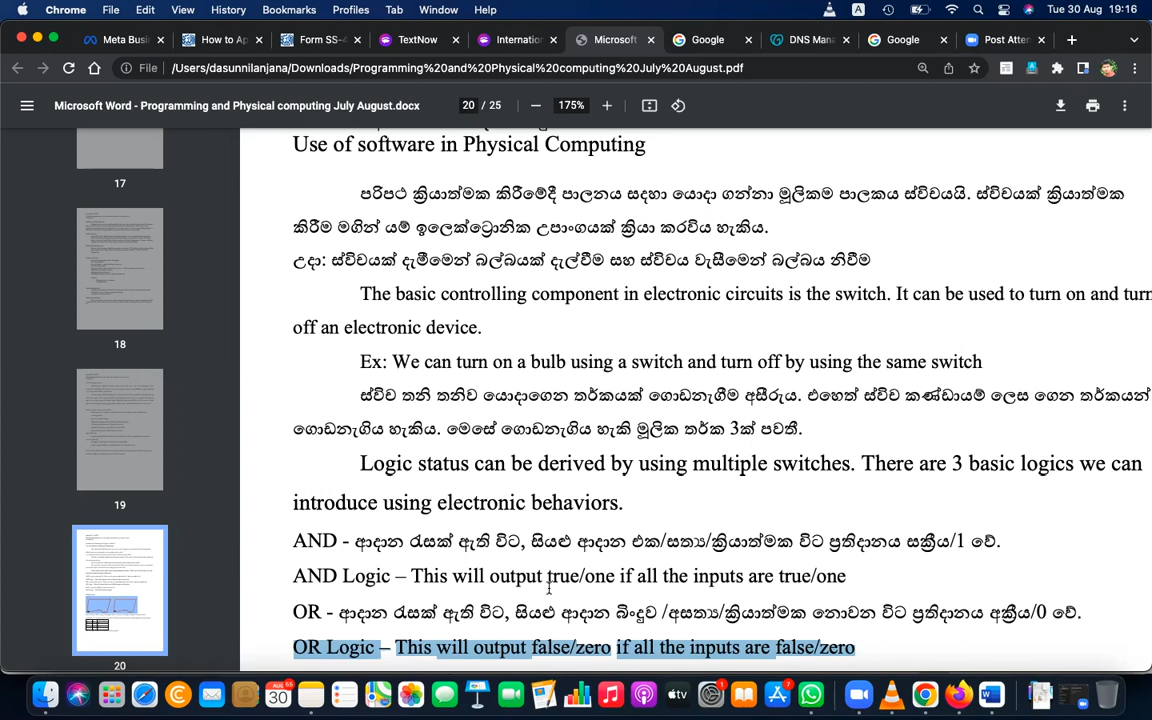 Chrome File Edit View History Bookmarks Profiles Tab Window Help A Tue 30 Aug 19:16
Meta Busi How to Ap Form SS-4 TextNow Internatio Microsoft Google DNS Mana Google Post Atten
File /Users/dasunnilanjana/Downloads/Programming%20and%20Physical%20computing%20July%20August.pdf
Microsoft Word - Programming and Physical computing July August.docx 20 / 25 175%
Use of software in Physical Computing
පරිපථ ක්‍රියාත්මක කිරීමේදී පාලනය සඳහා යොදා ගන්නා මූලිකම පාලකය ස්විචයයි. ස්විචයක් ක්‍රියාත්මක
කිරීම මගින් යම් ඉලෙක්ට්‍රොනික උපාංගයක් ක්‍රියා කරවිය හැකිය.
උදා: ස්විචයක් දැමීමෙන් බල්බයක් දැල්වීම සහ ස්විචය වැසීමෙන් බල්බය නිවීම
The basic controlling component in electronic circuits is the switch. It can be used to turn on and turn
off an electronic device.
Ex: We can turn on a bulb using a switch and turn off by using the same switch
ස්විච තනි තනිව යොදාගෙන තර්කයක් ගොඩනැගීම අසීරුය. එහෙත් ස්විච කණ්ඩායම් ලෙස ගෙන තර්කයන්
ගොඩනැගිය හැකිය. මෙසේ ගොඩනැගිය හැකි මූලික තර්ක 3ක් පවතී.
Logic status can be derived by using multiple switches. There are 3 basic logics we can
introduce using electronic behaviors.
AND - ආදාන රැසක් ඇති විට, සියළු ආදාන එක/සත්‍ය/ක්‍රියාත්මක විට ප්‍රතිදානය සක්‍රීය/1 වේ.
AND Logic – This will output true/one if all the inputs are true/one
OR - ආදාන රැසක් ඇති විට, සියළු ආදාන බිංදුව /අසත්‍ය/ක්‍රියාත්මක නොවන විට ප්‍රතිදානය අක්‍රීය/0 වේ.
OR Logic – This will output false/zero if all the inputs are false/zero
17
18
19
20